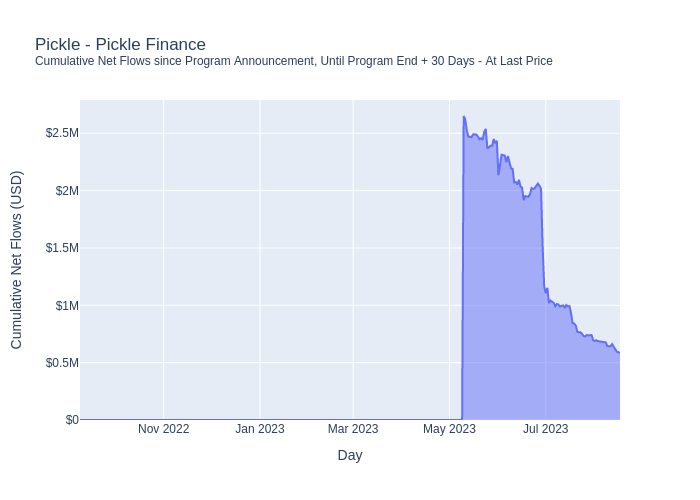 Pickle - Pickle Finance
Cumulative Net Flows since Program Announcement, Until Program End + 30 Days - At Last Price
Cumulative Net Flows (USD)
$2.5M
$2M
$1.5M
$1M
$0.5M
$0
Nov 2022
Jan 2023
Mar 2023
May 2023
Jul 2023
Day